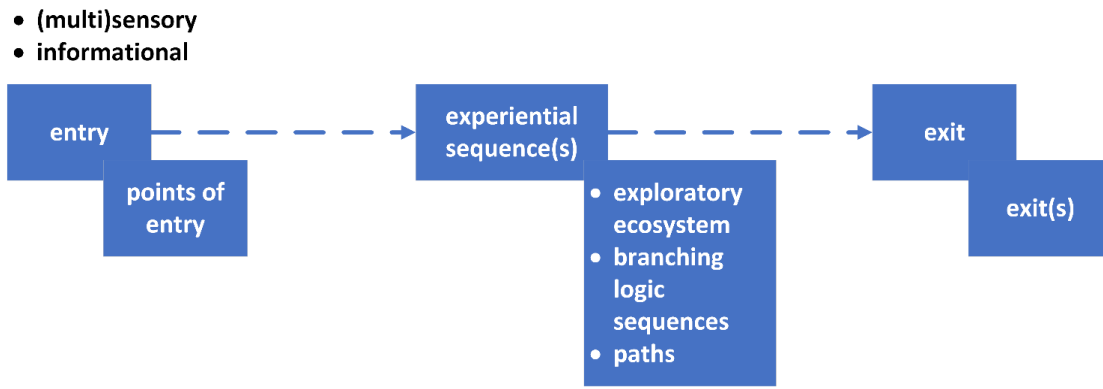 • (multi)sensory
• informational
entry
points of
entry
experiential
sequence(s)
• exploratory
ecosystem
• branching
logic
sequences
• paths
exit
exit(s)